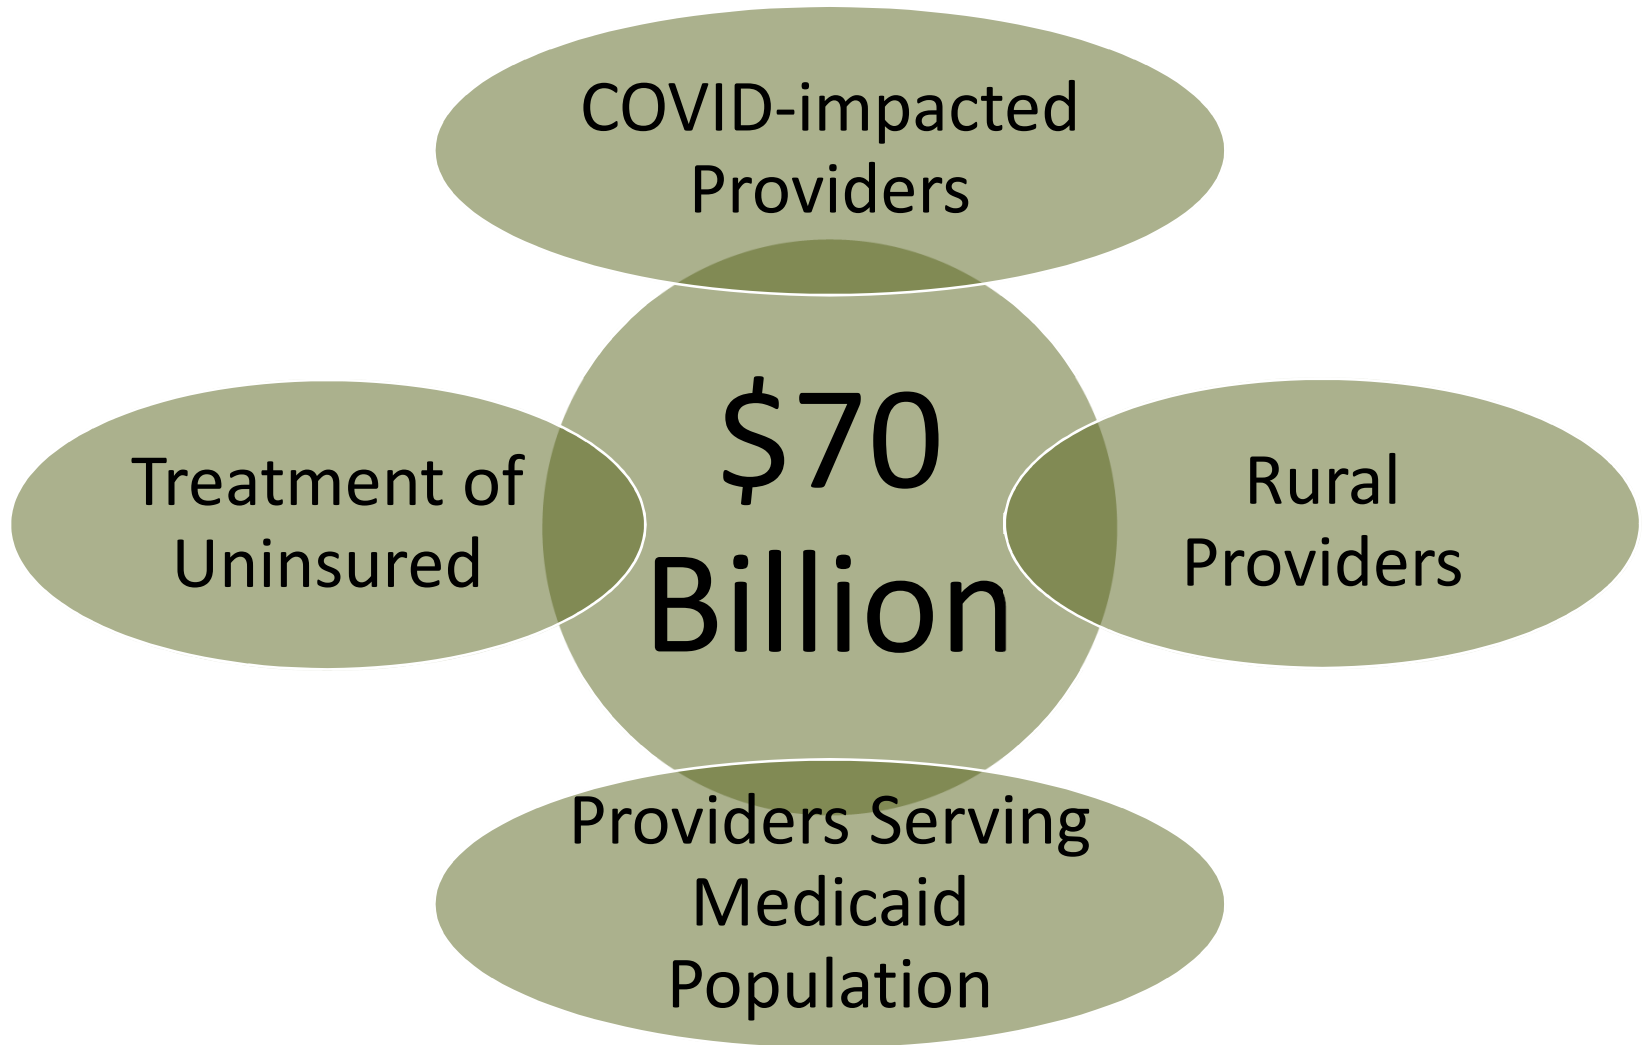 COVID-impacted
Providers
Treatment of
Uninsured
$70
Billion
Rural
Providers
Providers Serving
Medicaid
Population